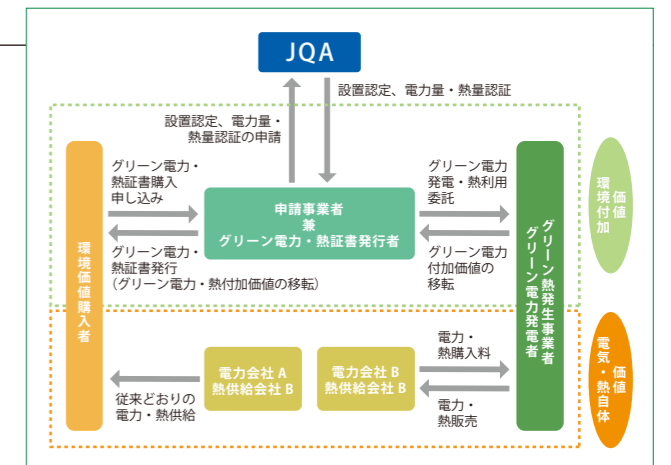 JQA
設置認定、電力量・熱量認証
設置認定、電力量・
熱量認証の申請
グリーン電力・
熱証書購入
申し込み
グリーン電力
発電・熱利用
委託
申請事業者
兼
グリーン電力・熱証書発行者
グリーン電力・
熱証書発行
(グリーン電力・熱付加価値の移転)
グリーン電力
付加価値の
移転
環境価値購入者
グリーン熱発生事業者
グリーン電力発電者
環境付加
価値
電力会社 A
熱供給会社 B
電力会社 B
熱供給会社 B
電力・
熱購入料
従来どおりの
電力・熱供給
電力・
熱販売
電気・熱自体
価値